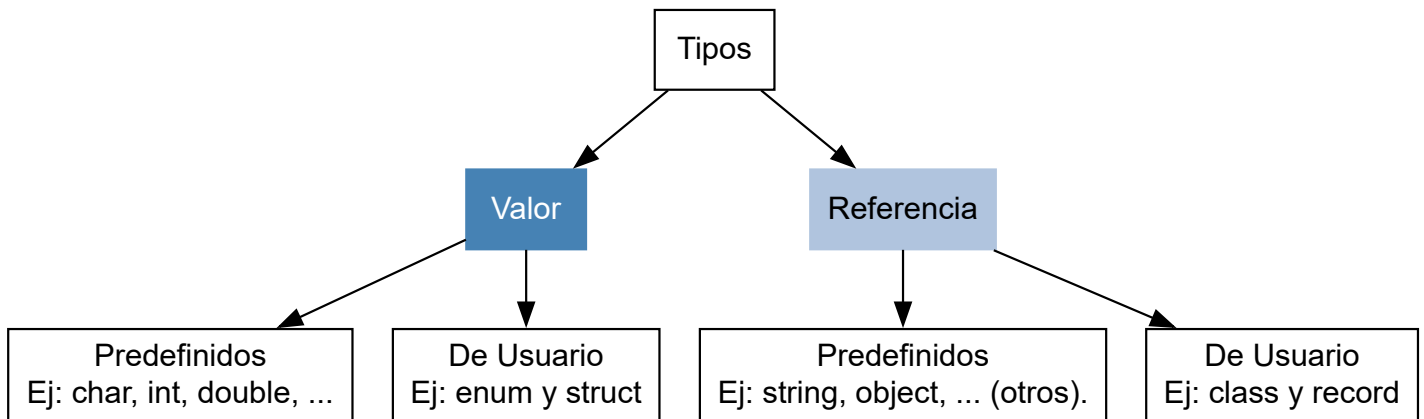 Tipos
Valor
Referencia
Predefinidos
Ej: char, int, double, ...
De Usuario
Ej: enum y struct
Predefinidos
Ej: string, object, ... (otros).
De Usuario
Ej: class y record